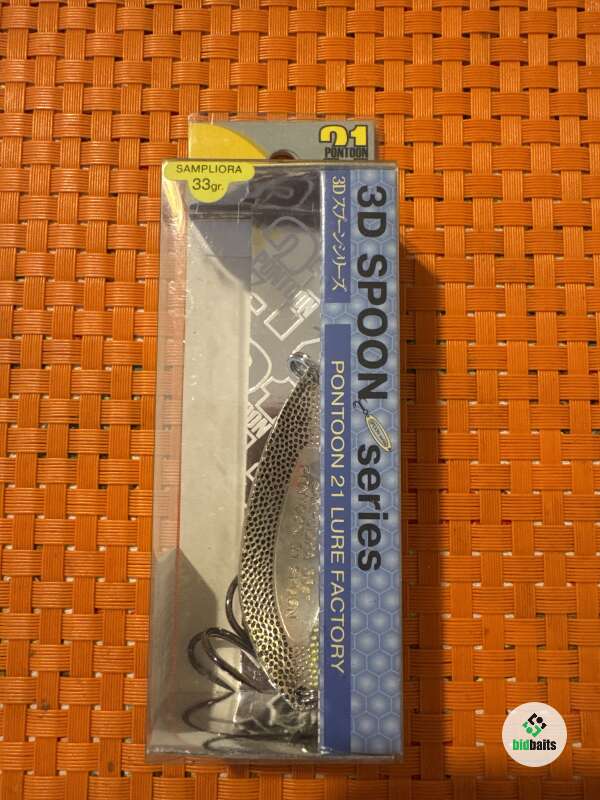 21
PONTOON
SAMPLIORA
33gr.
3D SPOON series
3Dスプーンシリーズ
PONTOON 21 LURE FACTORY
PONTOON
bidbaits